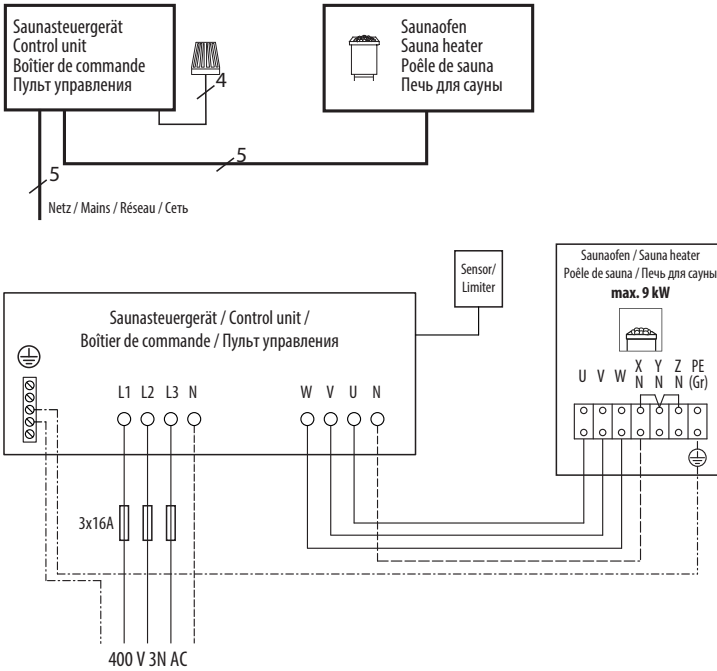 Saunasteuergerät
Control unit
Boîtier de commande
Пульт управления
4
Saunaofen
Sauna heater
Poêle de sauna
Печь для сауны
5
5
Netz / Mains / Réseau / Сеть
Sensor/
Limiter
Saunaofen / Sauna heater
Poêle de sauna / Печь для сауны
max. 9 kW
U V W X Y Z PE
N N N (Gr)
Saunasteuergerät / Control unit /
Boîtier de commande / Пульт управления
L1 L2 L3 N W V U N
3x16A
400 V 3N AC